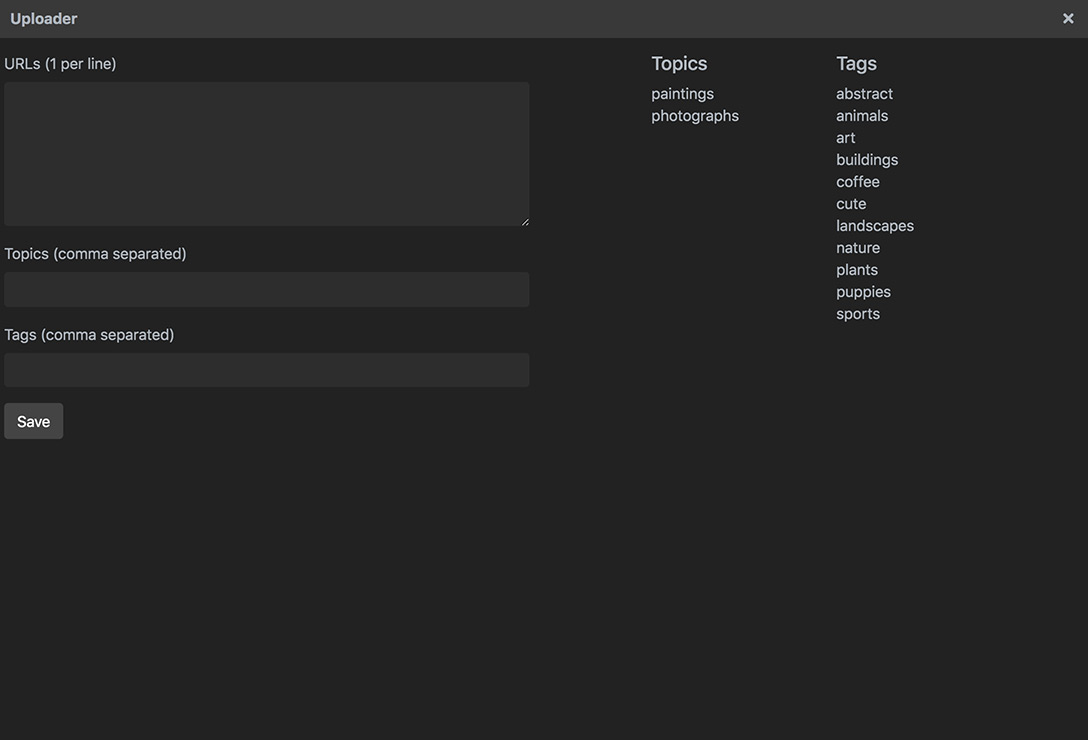 Uploader
×
URLs (1 per line)
Topics (comma separated)
Tags (comma separated)
Save
Topics
paintings
photographs
Tags
abstract
animals
art
buildings
coffee
cute
landscapes
nature
plants
puppies
sports